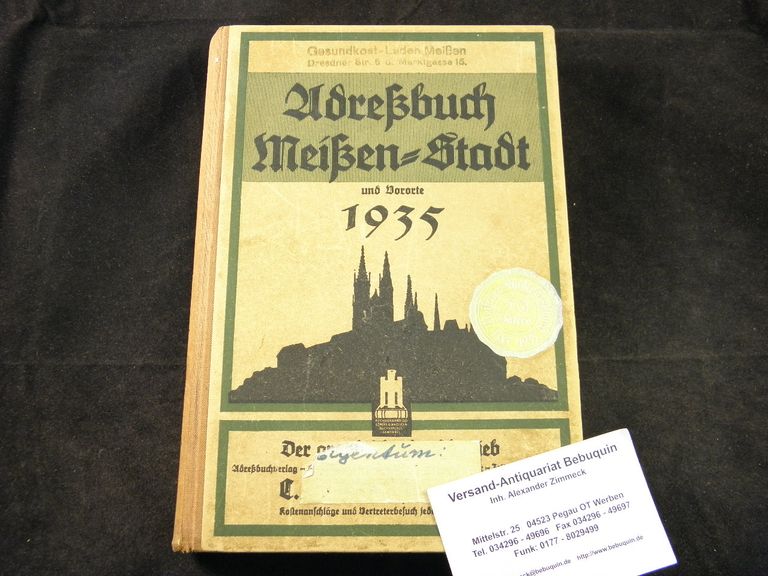 Gesundkost-Laden Meißen
Dresdner Str. 6 u. Marktgasse 15.
Adreßbuch
Meißen=Stadt
und Vororte
1935
Der
Eigentum:
Adreßbuchverlag
C.
Kostenanschläge und Vertreterbesuch
Versand-Antiquariat Bebuquin
Inh. Alexander Zimmeck
Mittelstr. 25 04523 Pegau OT Werben
Tel. 034296 - 49696 Fax 034296 - 49697
Funk: 0177 - 8029499
http://www.bebuquin.de